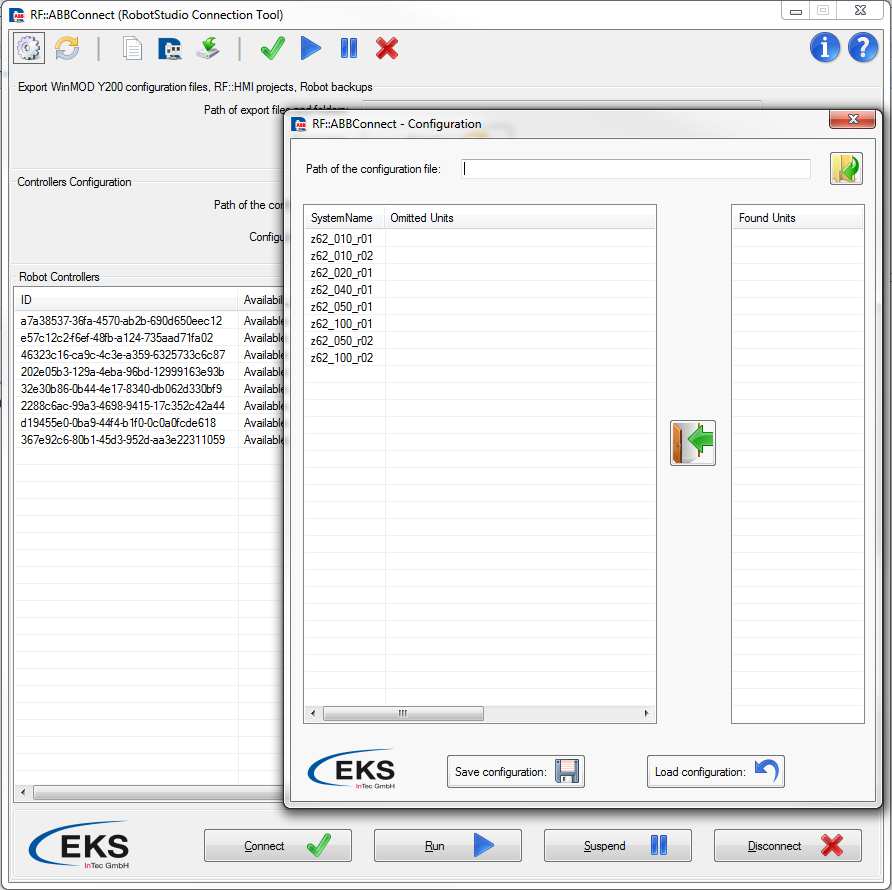 RF::ABBConnect (RobotStudio Connection Tool)
Export WinMOD Y200 configuration files, RF::HMI projects, Robot backups
Path of export files and folders:
Controllers Configuration
Path of the con
Configu
Robot Controllers
ID Availabil
a7a38537-36fa-4570-ab2b-690d650eec12 Available
e57c12c2-f6ef-48fb-a124-735aad71fa02 Available
46323c16-ca9c-4c3e-a359-6325733c6c87 Available
202e05b3-129a-4eba-96bd-12999163e93b Available
32e30b86-0b44-4e17-8340-db062d330bf9 Available
2288c6ac-99a3-4698-9415-17c352c42a44 Available
d19455e0-0ba9-44f4-b1f0-0c0a0fcde618 Available
367e92c6-80b1-45d3-952d-aa3e22311059 Available
RF::ABBConnect - Configuration
Path of the configuration file:
SystemName Omitted Units Found Units
z62_010_r01
z62_010_r02
z62_020_r01
z62_040_r01
z62_050_r01
z62_100_r01
z62_050_r02
z62_100_r02
EKS
InTec GmbH
Save configuration:
Load configuration:
EKS
InTec GmbH
Connect
Run
Suspend
Disconnect